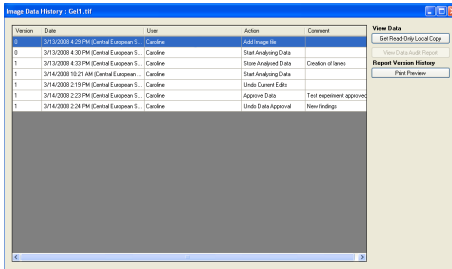 Image Data History : Gel1.tif
Version Date User Action Comment
0 3/13/2008 4:29 PM (Central European S... Caroline Add Image file
0 3/13/2008 4:30 PM (Central European S... Caroline Start Analysing Data
1 3/13/2008 4:33 PM (Central European S... Caroline Store Analysed Data Creation of lanes
1 3/14/2008 10:21 AM (Central European ... Caroline Start Analysing Data
1 3/14/2008 2:19 PM (Central European S... Caroline Undo Current Edits
1 3/14/2008 2:23 PM (Central European S... Caroline Approve Data Test experiment approved
1 3/14/2008 2:24 PM (Central European S... Caroline Undo Data Approval New findings
View Data
Get Read-Only Local Copy
View Data Audit Report
Report Version History
Print Preview